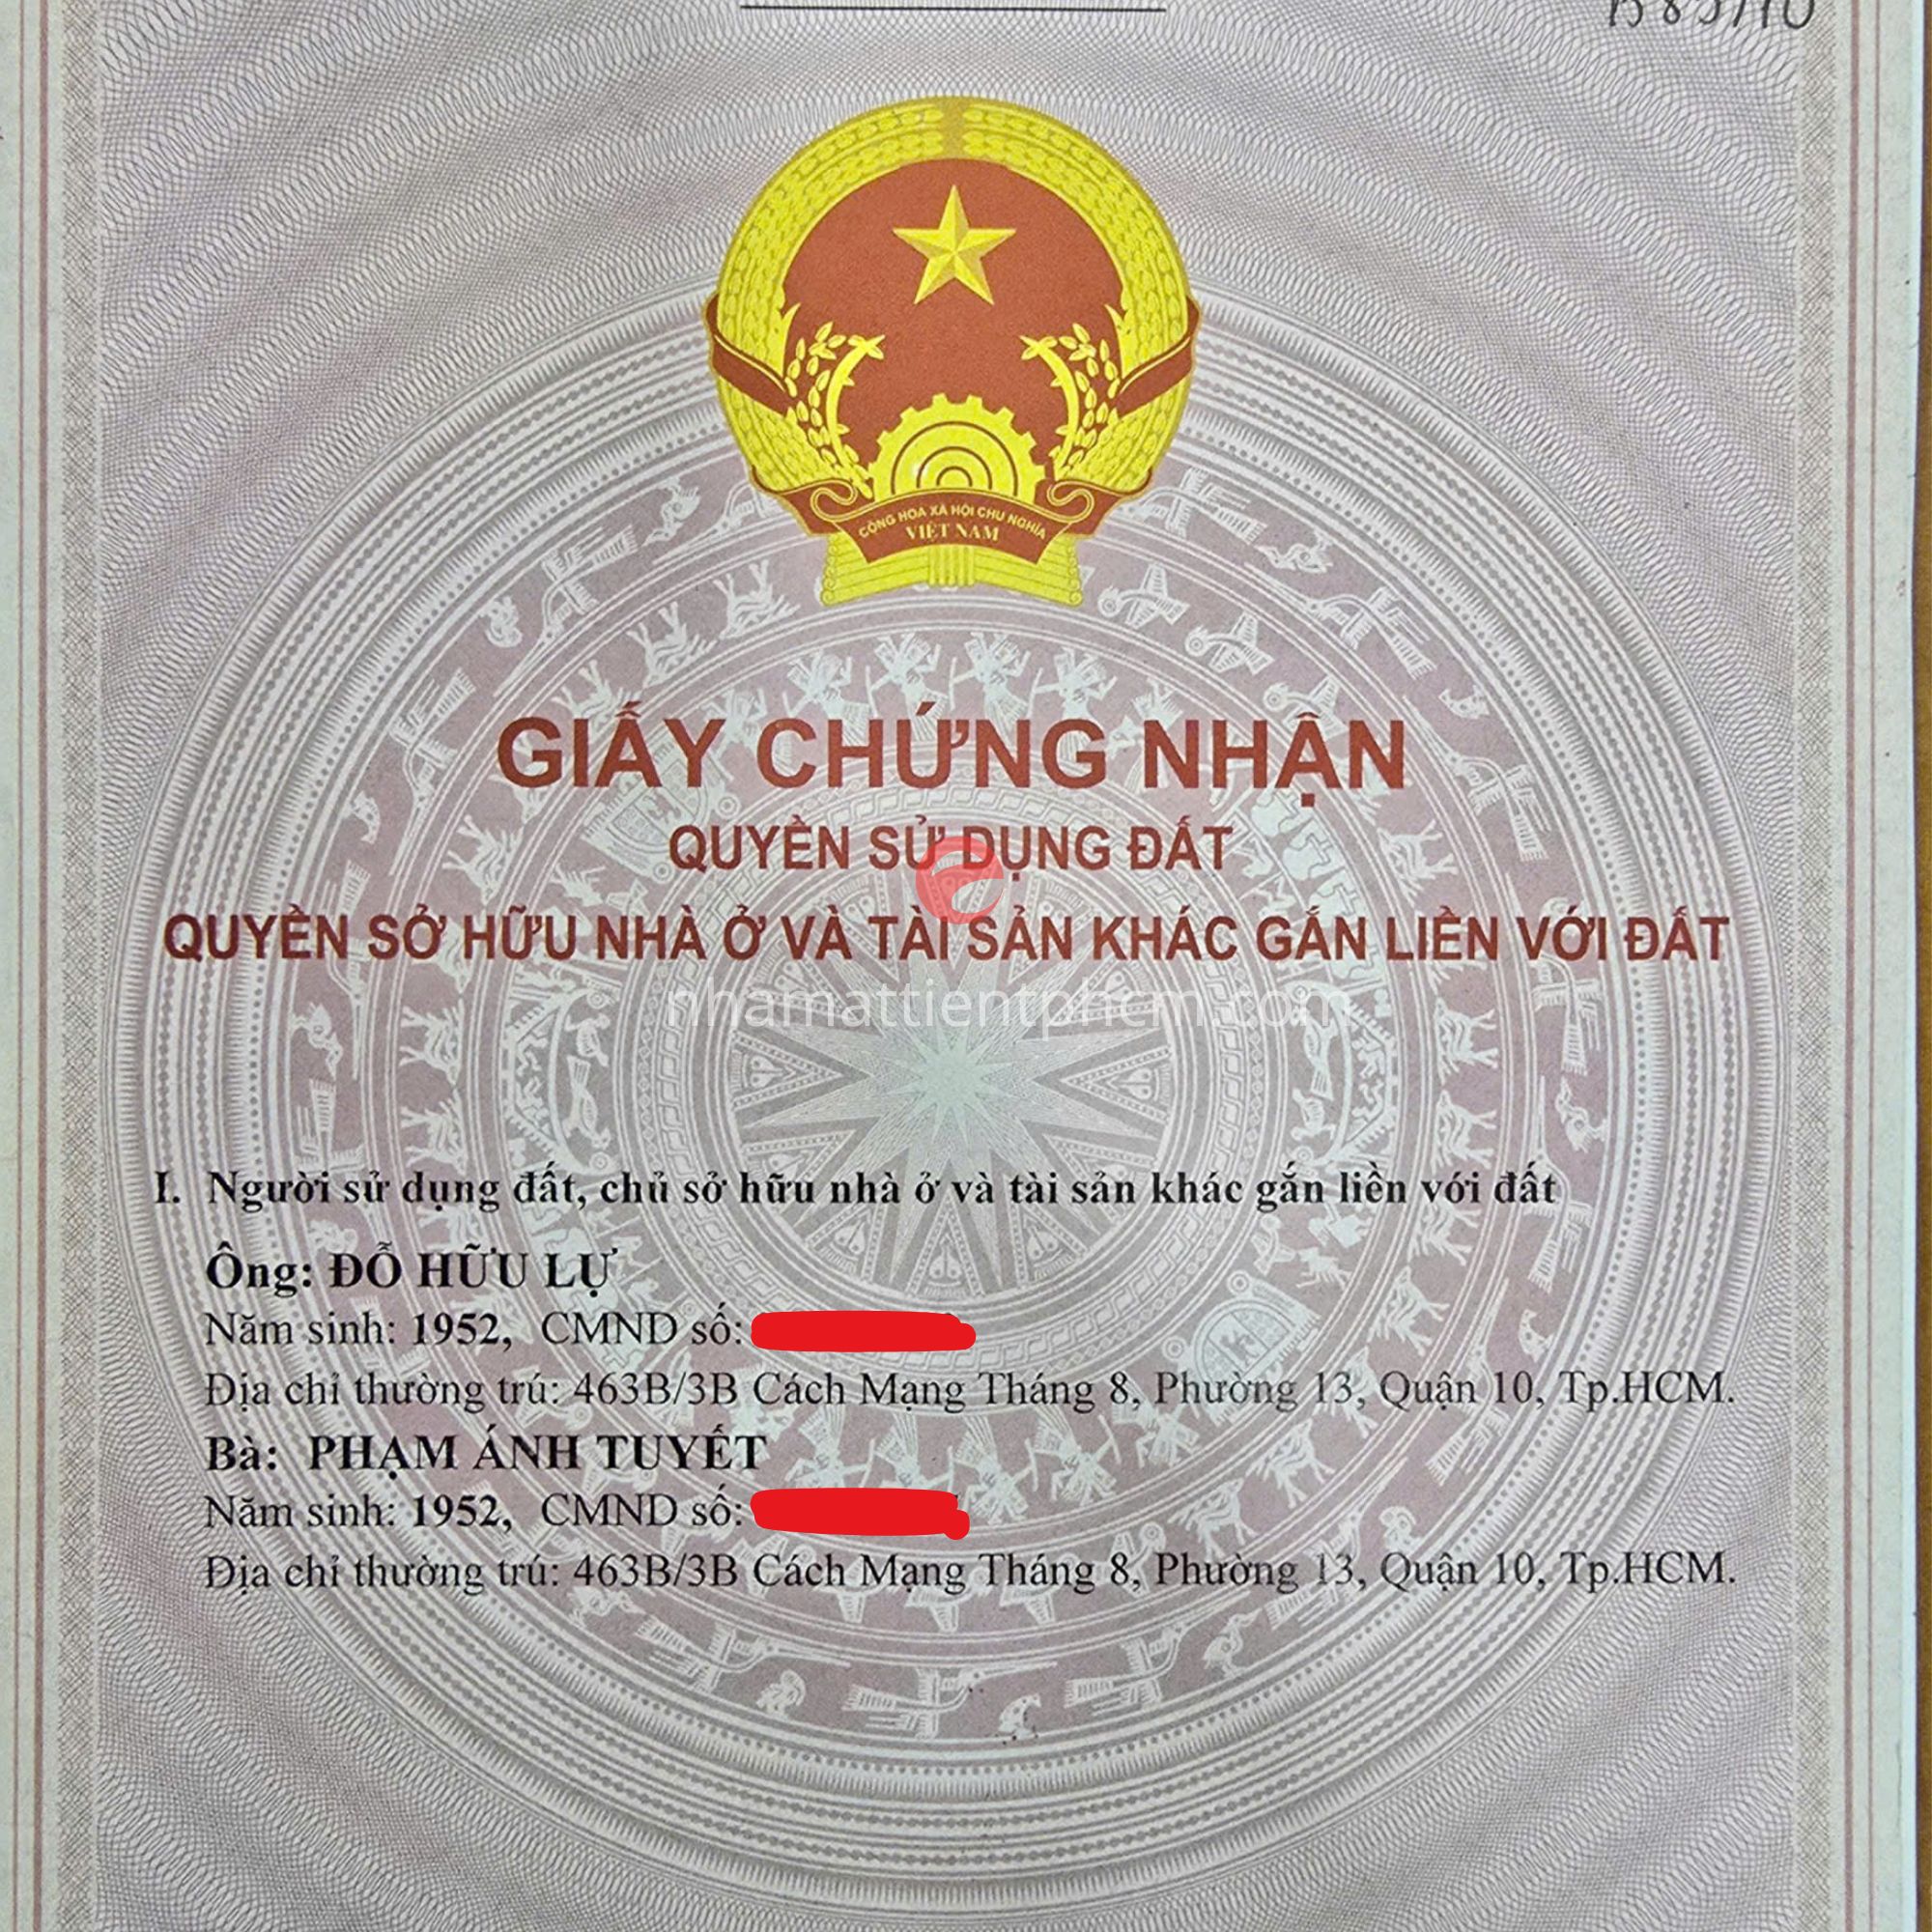 CỘNG HOA XÃ HỘI CHU NGHĨA
VIỆT NAM
GIẤY CHỨNG NHẬN
QUYỀN SỬ DỤNG ĐẤT
QUYỀN SỞ HỮU NHÀ Ở VÀ TÀI SẢN KHÁC GẮN LIỀN VỚI ĐẤT
nhamattientphcm.com
I. Người sử dụng đất, chủ sở hữu nhà ở và tài sản khác gắn liền với đất
Ông: ĐỖ HỮU LỰ
Năm sinh: 1952, CMND số:
Địa chỉ thường trú: 463B/3B Cách Mạng Tháng 8, Phường 13, Quận 10, Tp.HCM.
Bà: PHẠM ÁNH TUYẾT
Năm sinh: 1952, CMND số:
Địa chỉ thường trú: 463B/3B Cách Mạng Tháng 8, Phường 13, Quận 10, Tp.HCM.